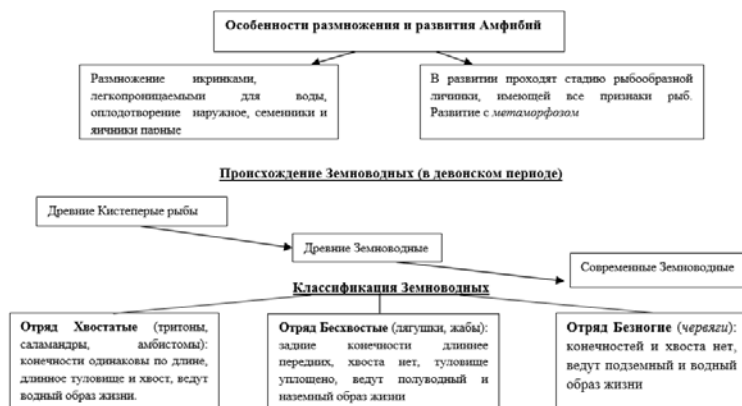 Особенности размножения и развития Амфибий
Размножение икринками,
легкопроницаемыми для воды,
оплодотворение наружное, семенники и
яичники парные
В развитии проходят стадию рыбообразной
личинки, имеющей все признаки рыб.
Развитие с метаморфозом
Происхождение Земноводных (в девонском периоде)
Древние Кистеперые рыбы
Древние Земноводные
Современные Земноводные
Классификация Земноводных
Отряд Хвостатые (тритоны,
саламандры, амбистомы):
конечности одинаковы по длине,
длинное туловище и хвост, ведут
водный образ жизни.
Отряд Бесхвостые (лягушки, жабы):
задние конечности длиннее
передних, хвоста нет, туловище
уплощено, ведут полуводный и
наземный образ жизни
Отряд Безногие (червяги):
конечностей и хвоста нет,
ведут подземный и водный
образ жизни